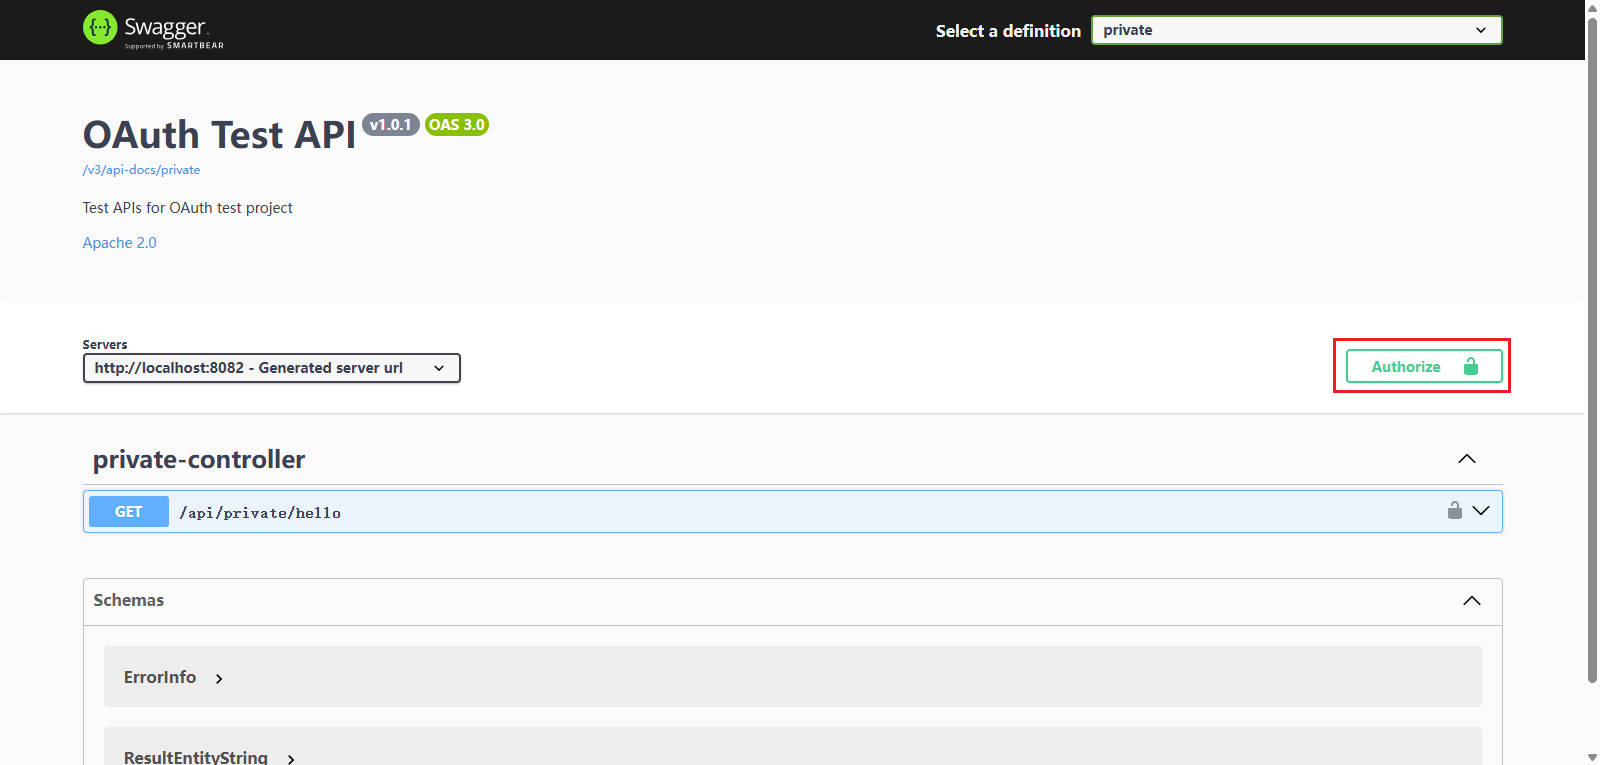 Swagger
Supported by SMARTBEAR
Select a definition
private
OAuth Test API v1.0.1 OAS 3.0
/v3/api-docs/private
Test APIs for OAuth test project
Apache 2.0
Servers
http://localhost:8082 - Generated server url
Authorize
private-controller
GET /api/private/hello
Schemas
ErrorInfo
ResultEntityString